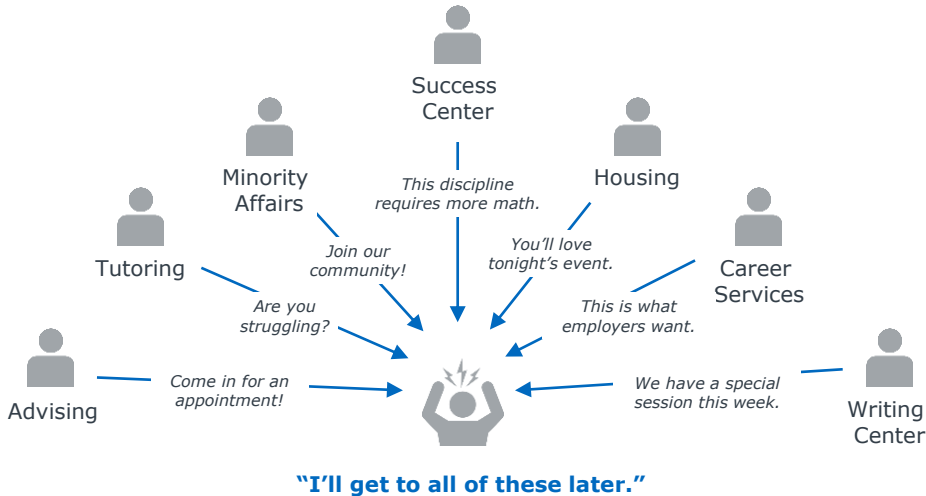 Success
Center
Minority
Affairs
Housing
This discipline
requires more math.
Tutoring
Join our
community!
You’ll love
tonight’s event.
Career
Services
Are you
struggling?
This is what
employers want.
Advising
Come in for an
appointment!
We have a special
session this week.
Writing
Center
“I’ll get to all of these later.”